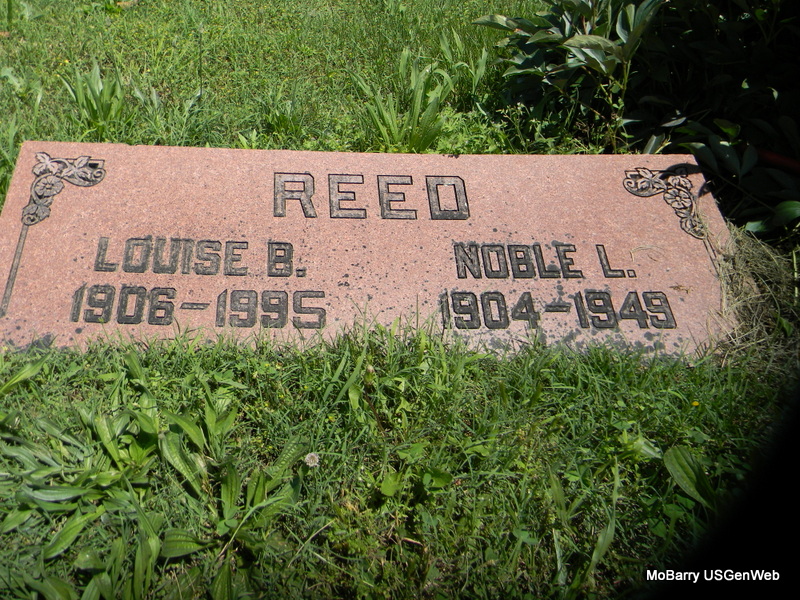 REED
LOUISE B. NOBLE L.
1906-1995 1904-1949
MoBarry USGenWeb